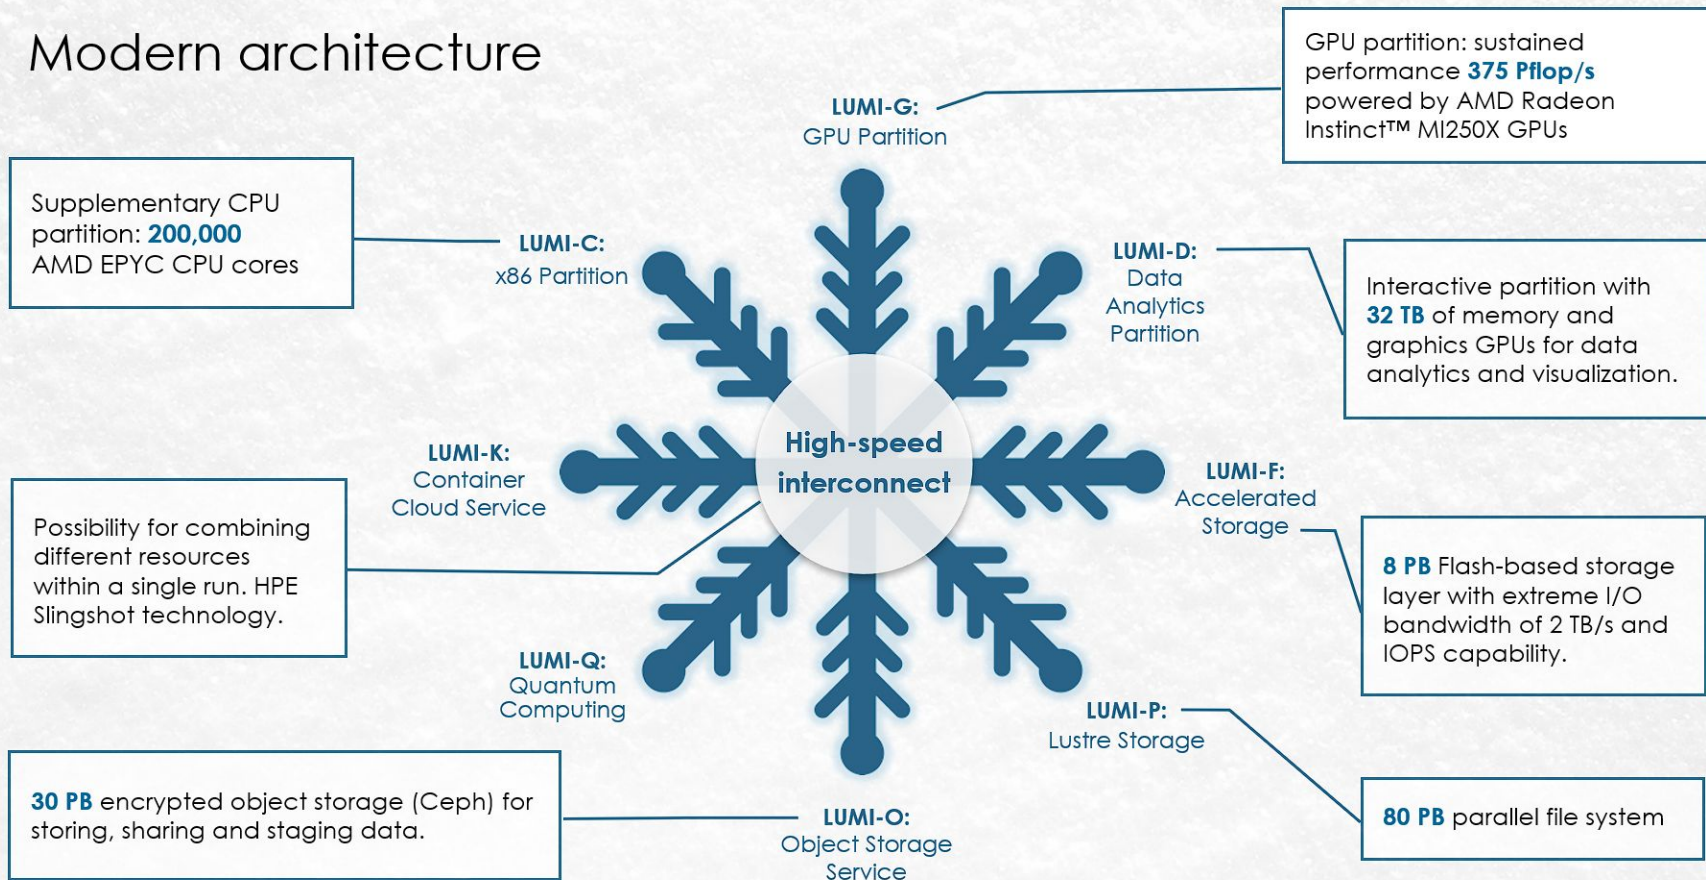 Modern architecture
GPU partition: sustained
performance 375 Pflop/s
powered by AMD Radeon
Instinct™ MI250X GPUs
LUMI-G:
GPU Partition
Supplementary CPU
partition: 200,000
AMD EPYC CPU cores
LUMI-C:
x86 Partition
LUMI-D:
Data
Analytics
Partition
Interactive partition with
32 TB of memory and
graphics GPUs for data
analytics and visualization.
High-speed
interconnect
LUMI-K:
Container
Cloud Service
LUMI-F:
Accelerated
Storage
Possibility for combining
different resources
within a single run. HPE
Slingshot technology.
8 PB Flash-based storage
layer with extreme I/O
bandwidth of 2 TB/s and
IOPS capability.
LUMI-Q:
Quantum
Computing
LUMI-P:
Lustre Storage
30 PB encrypted object storage (Ceph) for
storing, sharing and staging data.
LUMI-O:
Object Storage
Service
80 PB parallel file system